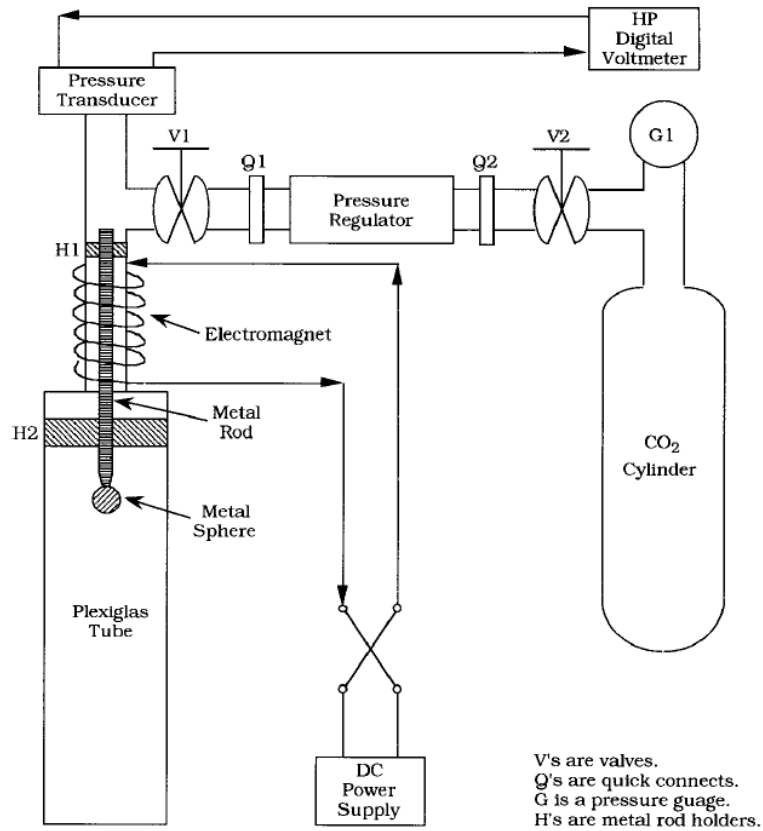 HP
Digital
Voltmeter
Pressure
Transducer
V1
Q1
Q2
V2
G1
Pressure
Regulator
H1
Electromagnet
Metal
Rod
H2
CO₂
Cylinder
Metal
Sphere
Plexiglas
Tube
DC
Power
Supply
V's are valves.
Q's are quick connects.
G is a pressure guage.
H's are metal rod holders.